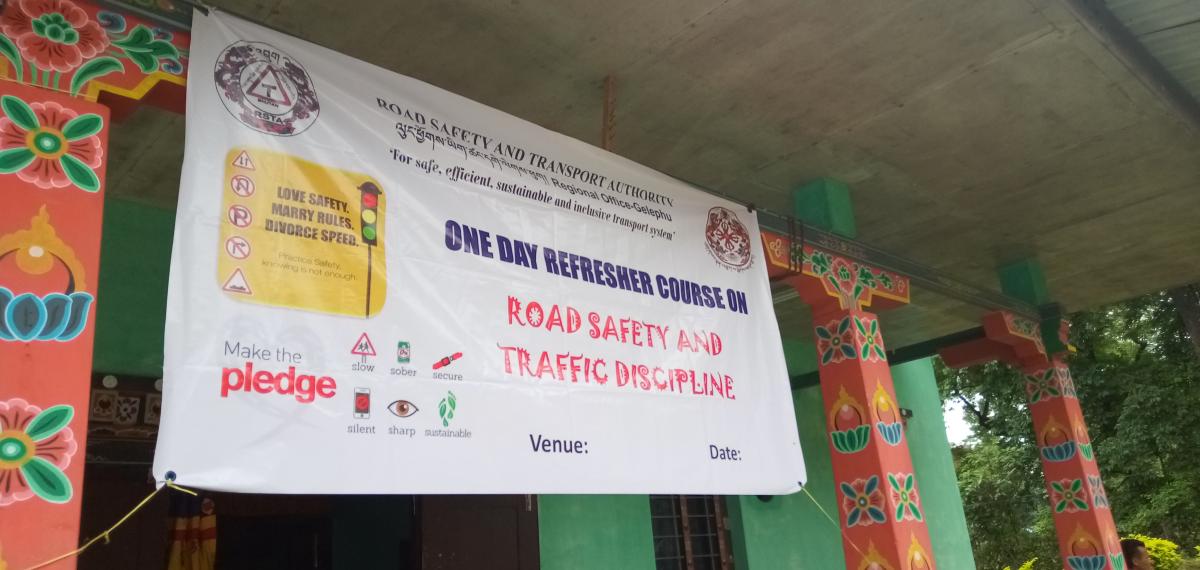 BHUTAN
RSTA
ROAD SAFETY AND TRANSPORT AUTHORITY
Regional Office-Gelephu
‘For safe, efficient, sustainable and inclusive transport system’
LOVE SAFETY.
MARRY RULES.
DIVORCE SPEED.
Practice Safety,
knowing is not enough.
ONE DAY REFRESHER COURSE ON
ROAD SAFETY AND
TRAFFIC DISCIPLINE
Make the
pledge
slow
sober
secure
silent
sharp
sustainable
Venue:
Date: